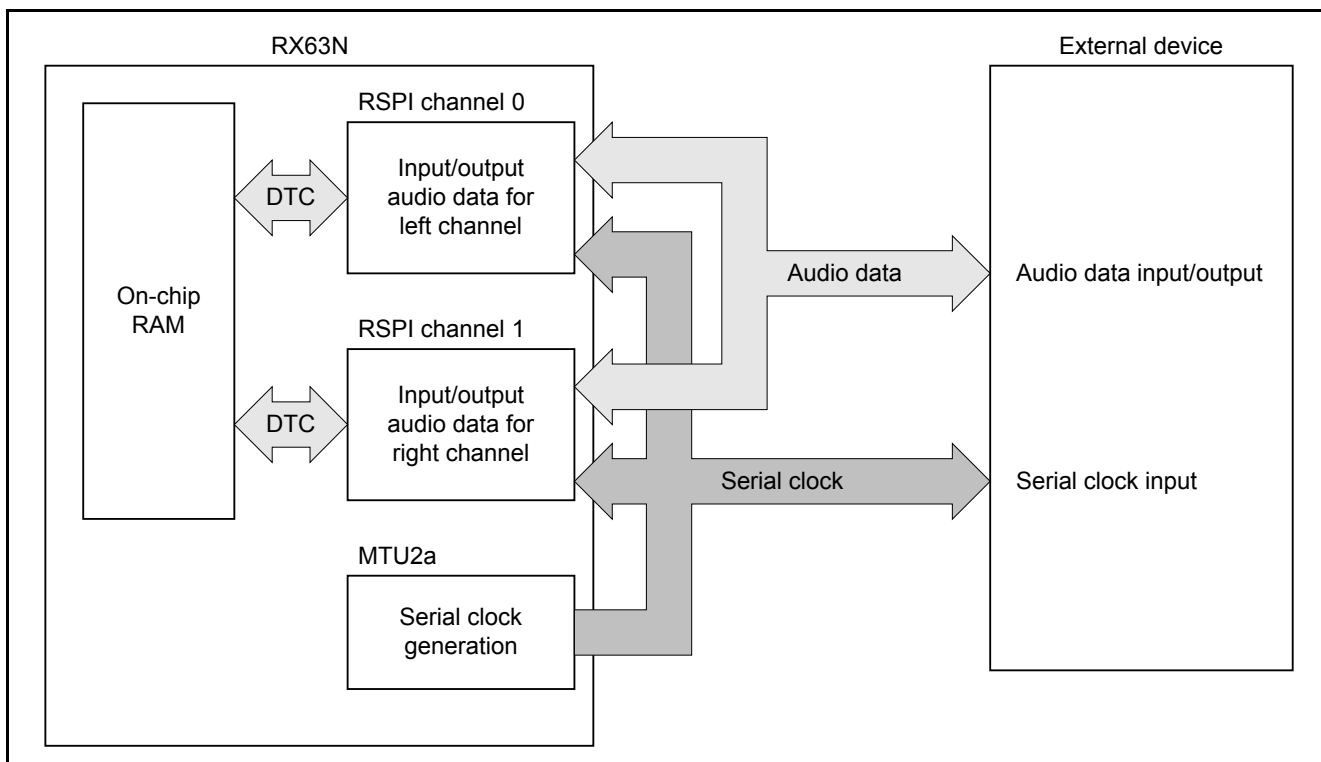 RX63N
External device
RSPI channel 0
Input/output
audio data for
left channel
DTC
On-chip
RAM
Audio data
Audio data input/output
RSPI channel 1
Input/output
audio data for
right channel
DTC
Serial clock
Serial clock input
MTU2a
Serial clock
generation